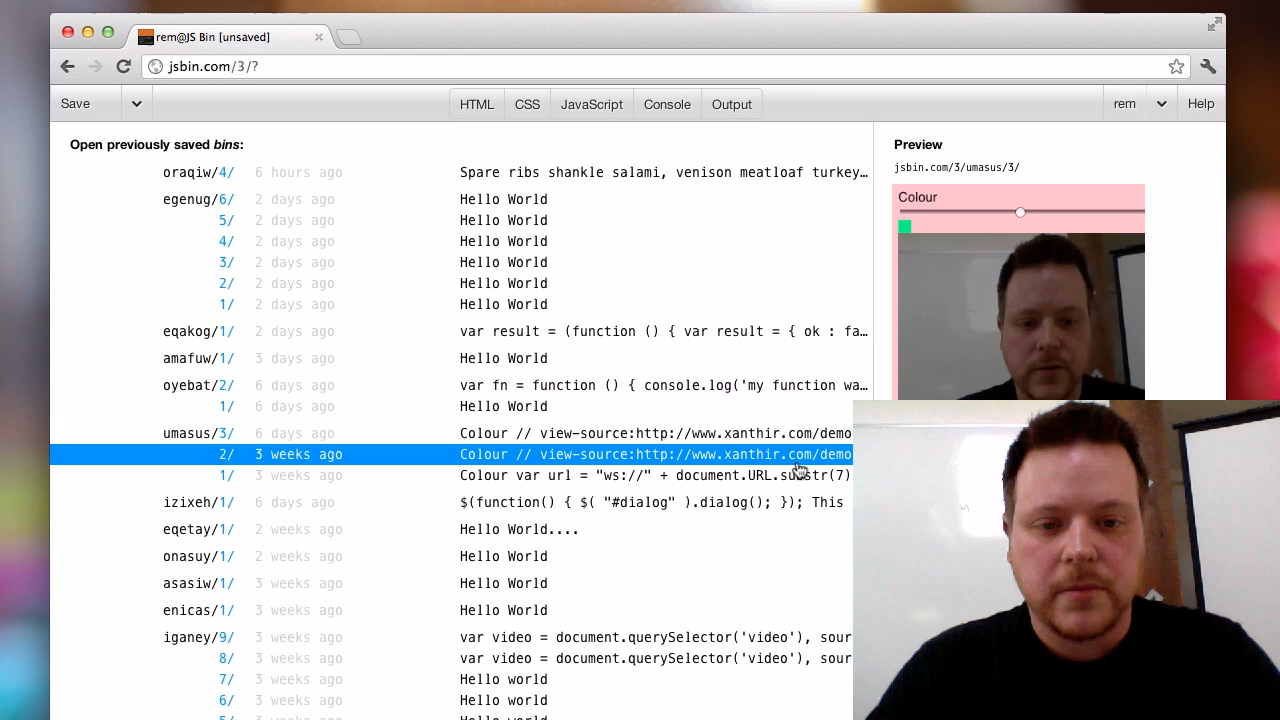 rem@JS Bin [unsaved]
jsbin.com/3/?
Save HTML CSS JavaScript Console Output rem Help
Open previously saved bins:
oraqiw/4/ 6 hours ago Spare ribs shankle salami, venison meatloaf turkey…
egenug/6/ 2 days ago Hello World
5/ 2 days ago Hello World
4/ 2 days ago Hello World
3/ 2 days ago Hello World
2/ 2 days ago Hello World
1/ 2 days ago Hello World
eqakog/1/ 2 days ago var result = (function () { var result = { ok : fa…
amafuw/1/ 3 days ago Hello World
oyebat/2/ 6 days ago var fn = function () { console.log('my function wa…
1/ 6 days ago Hello World
umasus/3/ 6 days ago Colour // view-source:http://www.xanthir.com/demo
2/ 3 weeks ago Colour // view-source:http://www.xanthir.com/demo
1/ 3 weeks ago Colour var url = "ws://" + document.URL.substr(7)
izixeh/1/ 6 days ago $(function() { $( "#dialog" ).dialog(); }); This
eqetay/1/ 2 weeks ago Hello World....
onasuy/1/ 2 weeks ago Hello World
asasiw/1/ 3 weeks ago Hello World
enicas/1/ 3 weeks ago Hello World
iganey/9/ 3 weeks ago var video = document.querySelector('video'), sour
8/ 3 weeks ago var video = document.querySelector('video'), sour
7/ 3 weeks ago Hello world
6/ 3 weeks ago Hello world
5/ 3 weeks ago Hello world
Preview
jsbin.com/3/umasus/3/
Colour